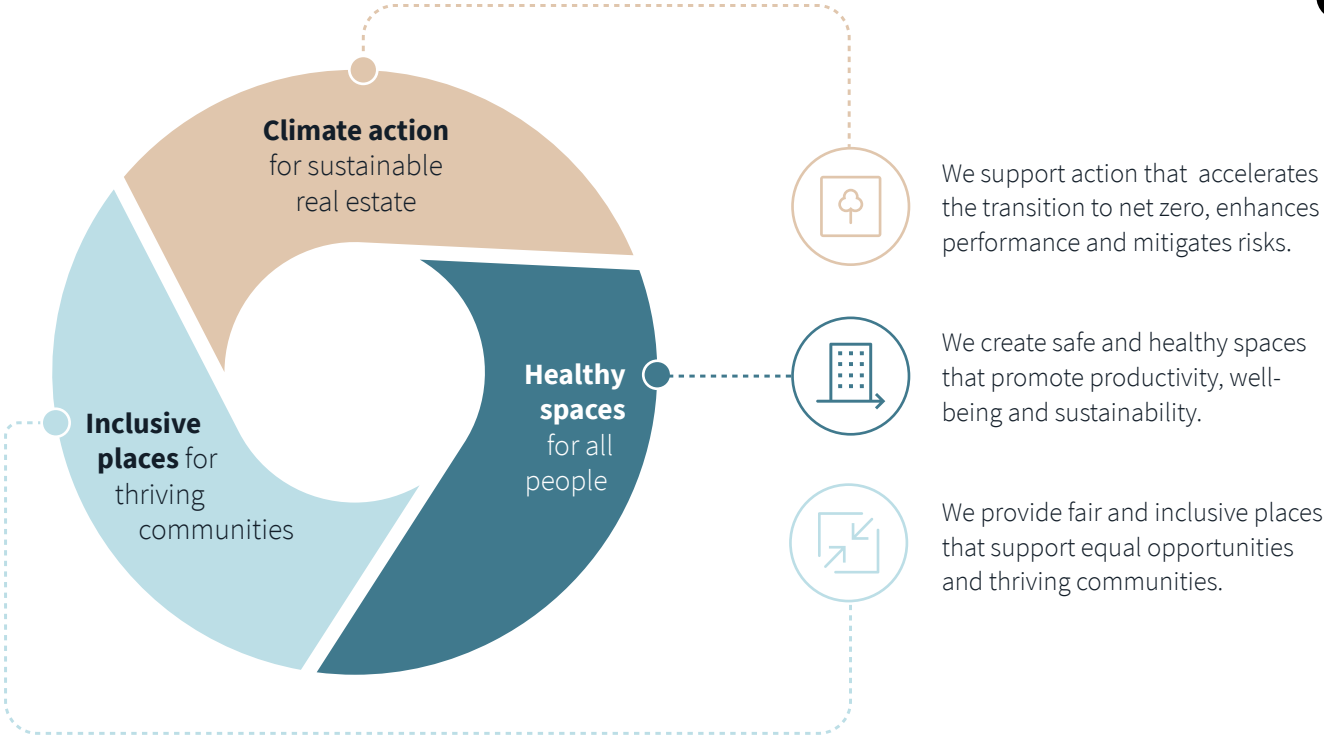 Climate action
for sustainable
real estate
Healthy
spaces
for all
people
Inclusive
places for
thriving
communities
We support action that accelerates
the transition to net zero, enhances
performance and mitigates risks.
We create safe and healthy spaces
that promote productivity, well-
being and sustainability.
We provide fair and inclusive places
that support equal opportunities
and thriving communities.